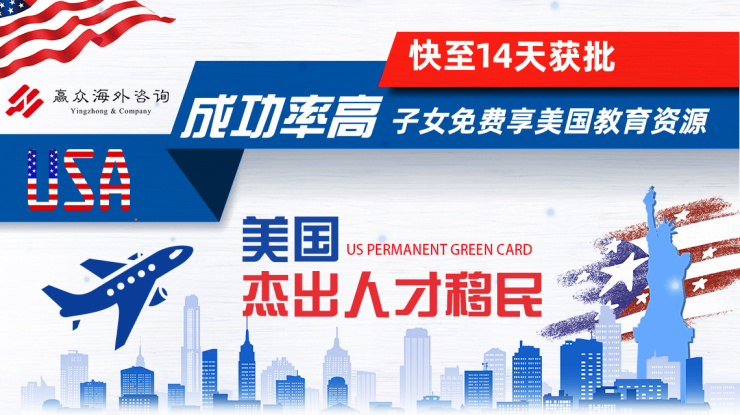 快至14天获批
赢众海外咨询
Yingzhong & Company
成功率高 子女免费享美国教育资源
USA
美国
US PERMANENT GREEN CARD
杰出人才移民